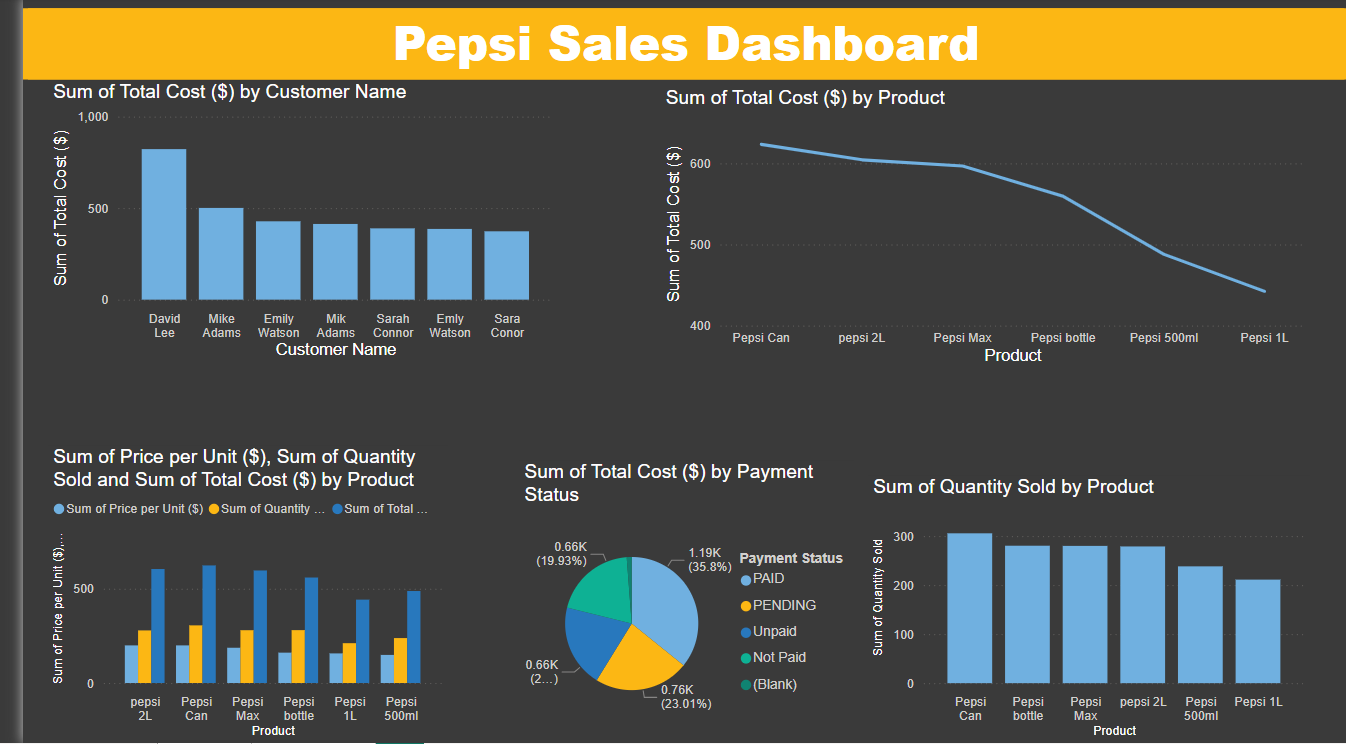 Pepsi Sales Dashboard
Sum of Total Cost ($) by Customer Name
Sum of Total Cost ($)
1,000
500
0
David Lee
Mike Adams
Emily Watson
Mik Adams
Sarah Connor
Emly Watson
Sara Conor
Customer Name
Sum of Total Cost ($) by Product
Sum of Total Cost ($)
600
500
400
Pepsi Can
pepsi 2L
Pepsi Max
Pepsi bottle
Pepsi 500ml
Pepsi 1L
Product
Sum of Price per Unit ($), Sum of Quantity
Sold and Sum of Total Cost ($) by Product
Sum of Price per Unit ($)
Sum of Quantity ...
Sum of Total ...
Sum of Price per Unit ($),...
500
0
pepsi 2L
Pepsi Can
Pepsi Max
Pepsi bottle
Pepsi 1L
Pepsi 500ml
Product
Sum of Total Cost ($) by Payment
Status
0.66K
(19.93%)
1.19K
(35.8%)
0.66K
(2...)
0.76K
(23.01%)
Payment Status
PAID
PENDING
Unpaid
Not Paid
(Blank)
Sum of Quantity Sold by Product
Sum of Quantity Sold
300
200
100
0
Pepsi Can
Pepsi bottle
Pepsi Max
pepsi 2L
Pepsi 500ml
Pepsi 1L
Product